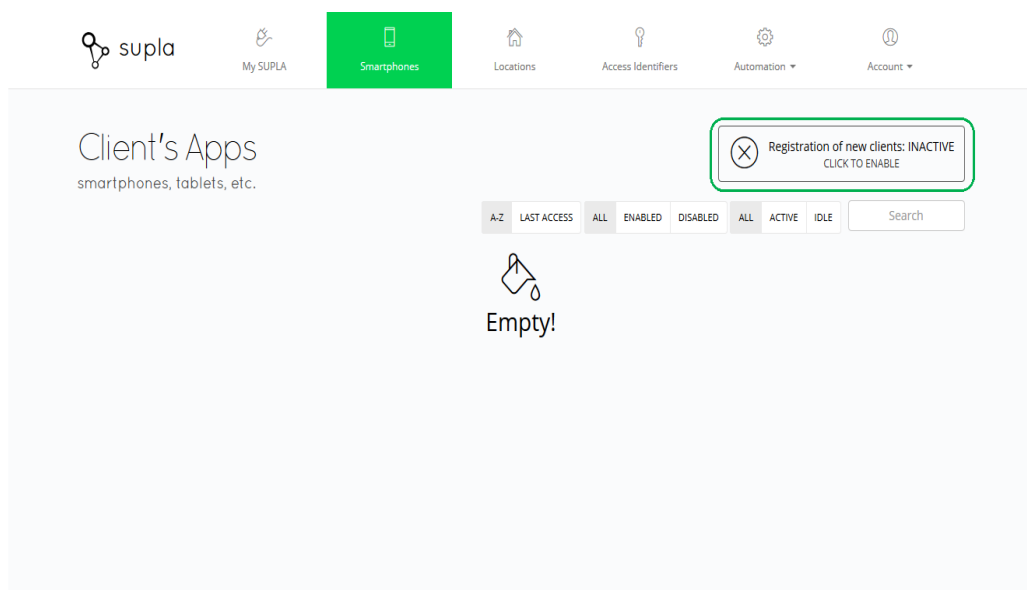 supla
My SUPLA
Smartphones
Locations
Access Identifiers
Automation
Account
Client's Apps
smartphones, tablets, etc.
Registration of new clients: INACTIVE
CLICK TO ENABLE
A-Z LAST ACCESS ALL ENABLED DISABLED ALL ACTIVE IDLE Search
Empty!